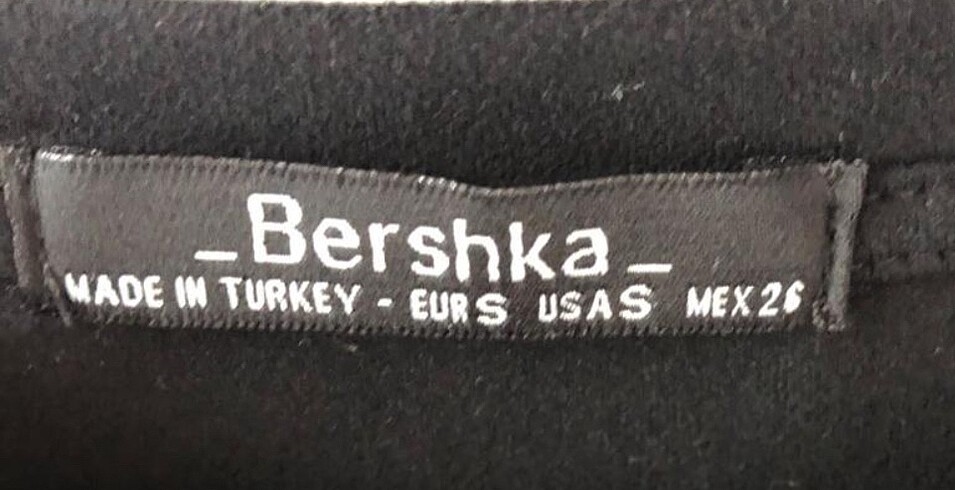 _Bershka_
MADE IN TURKEY - EUR S USA S MEX 26